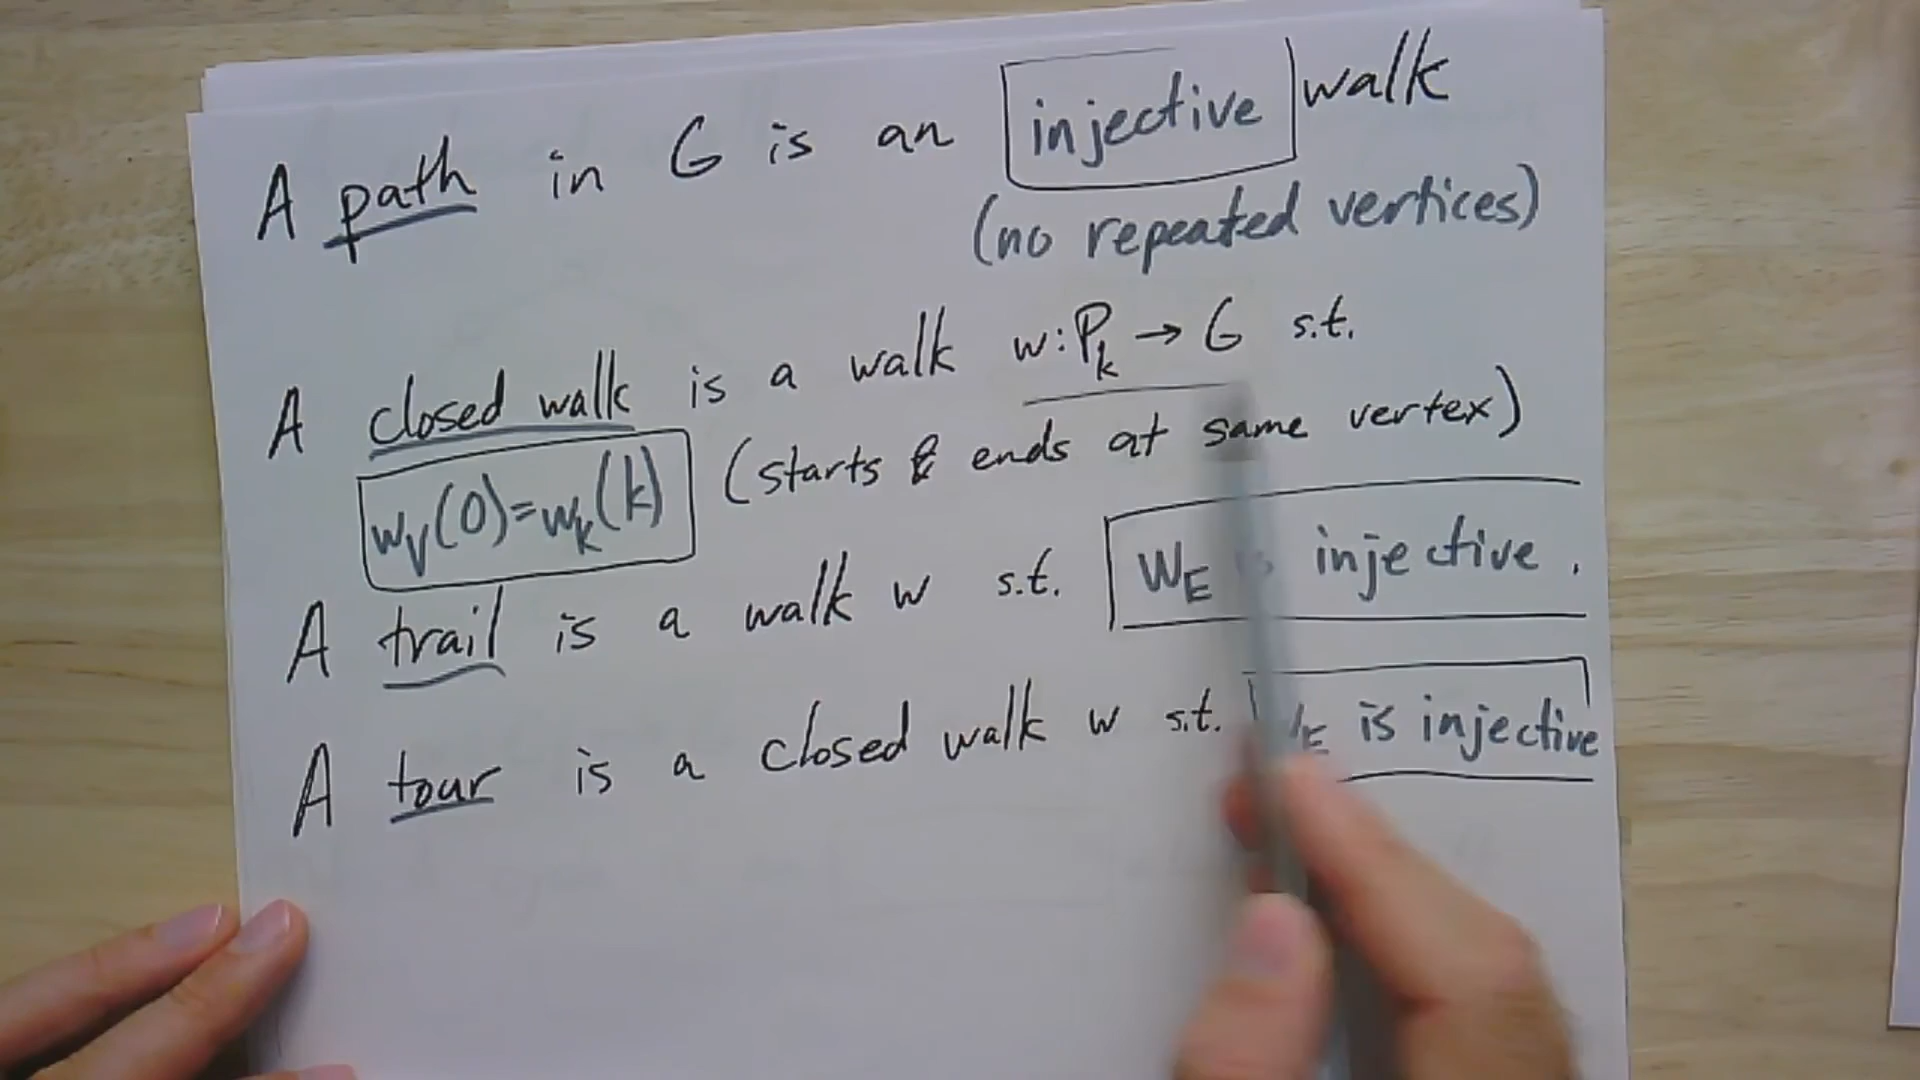 A path in G is an injective walk
(no repeated vertices)
A closed walk is a walk w: P_k → G s.t.
w_V(0)=w_k(k) (starts & ends at same vertex)
A trail is a walk w s.t. W_E injective.
A tour is a closed walk w s.t. is injective